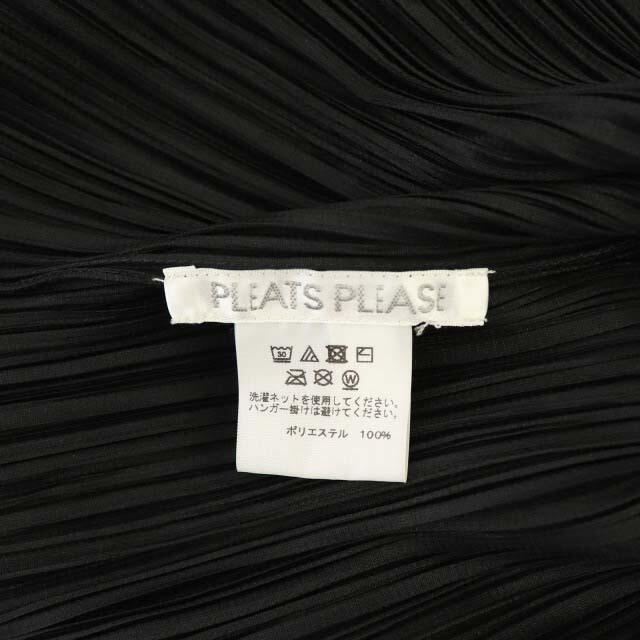 PLEATS PLEASE
30
W
洗濯ネットを使用してください。
ハンガー掛けは避けてください。
ポリエステル 100%